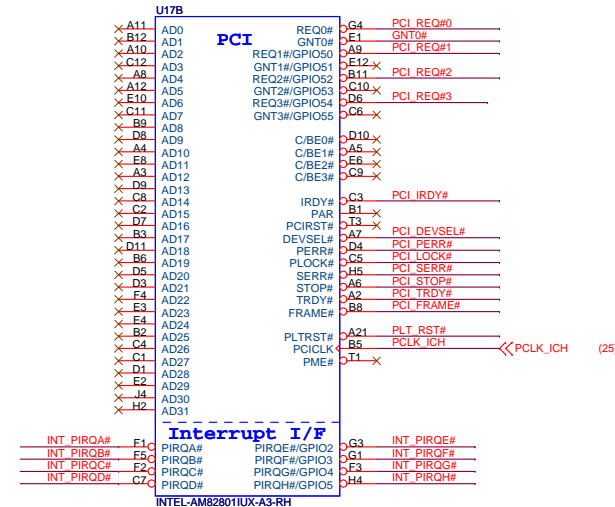 U17B
PCI
A11 AD0 REQ0# G4 PCI_REQ#0
B12 AD1 GNT0# E1 GNT0#
A10 AD2 REQ1#/GPIO50 A9 PCI_REQ#1
C12 AD3 GNT1#/GPIO51 E12
A8 AD4 REQ2#/GPIO52 B11 PCI_REQ#2
A12 AD5 GNT2#/GPIO53 C10
E10 AD6 REQ3#/GPIO54 D6 PCI_REQ#3
C11 AD7 GNT3#/GPIO55 C6
B9 AD8
D8 AD9 C/BE0# D10
A4 AD10 C/BE1# A5
E8 AD11 C/BE2# E6
A3 AD12 C/BE3# C9
D9 AD13
C8 AD14 IRDY# C3 PCI_IRDY#
C2 AD15 PAR B1
D7 AD16 PCIRST# T3
B3 AD17 DEVSEL# A7 PCI_DEVSEL#
D11 AD18 PERR# D4 PCI_PERR#
B6 AD19 PLOCK# C5 PCI_LOCK#
D5 AD20 SERR# H5 PCI_SERR#
D3 AD21 STOP# A6 PCI_STOP#
F4 AD22 TRDY# A2 PCI_TRDY#
E3 AD23 FRAME# B8 PCI_FRAME#
E4 AD24
B2 AD25 PLTRST# A21 PLT_RST#
C4 AD26 PCICLK B5 PCLK_ICH PCLK_ICH (25)
C1 AD27 PME# T1
D1 AD28
E2 AD29
J4 AD30
H2 AD31
Interrupt I/F
INT_PIRQA# F1 PIRQA# PIRQE#/GPIO2 G3 INT_PIRQE#
INT_PIRQB# F5 PIRQB# PIRQF#/GPIO3 G1 INT_PIRQF#
INT_PIRQC# F2 PIRQC# PIRQG#/GPIO4 F3 INT_PIRQG#
INT_PIRQD# C7 PIRQD# PIRQH#/GPIO5 H4 INT_PIRQH#
INTEL-AM82801IUX-A3-RH